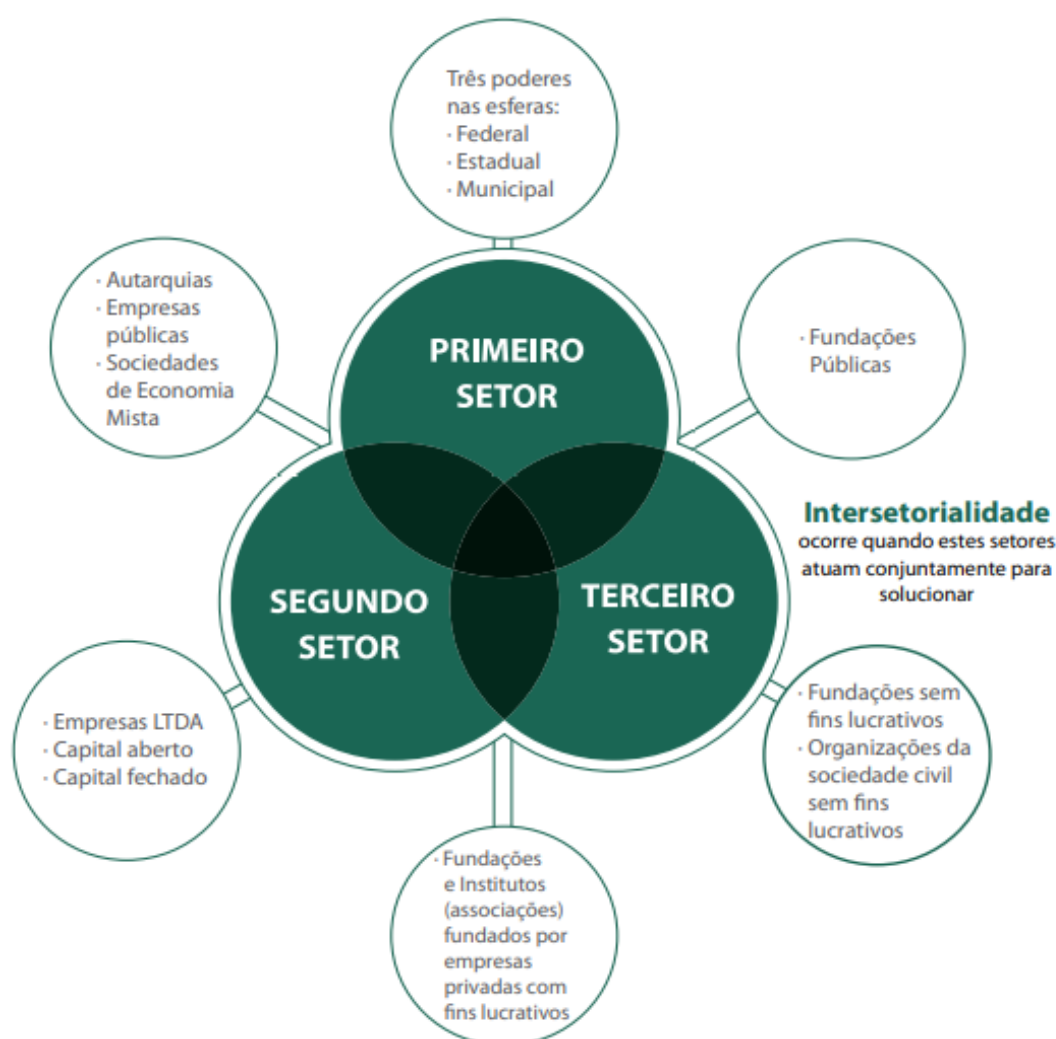 Três poderes
nas esferas:
· Federal
· Estadual
· Municipal
· Autarquias
· Empresas
públicas
· Sociedades
de Economia
Mista
· Fundações
Públicas
PRIMEIRO
SETOR
SEGUNDO
SETOR
TERCEIRO
SETOR
Intersetorialidade
ocorre quando estes setores
atuam conjuntamente para
solucionar
· Empresas LTDA
· Capital aberto
· Capital fechado
· Fundações sem
fins lucrativos
· Organizações da
sociedade civil
sem fins
lucrativos
· Fundações
e Institutos
(associações)
fundados por
empresas
privadas com
fins lucrativos